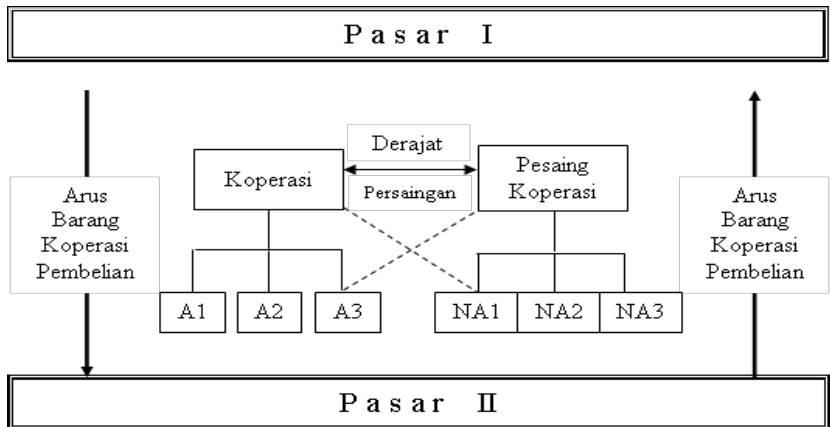 Pasar I
Derajat
Koperasi
Persaingan
Pesaing
Koperasi
Arus
Barang
Koperasi
Pembelian
Arus
Barang
Koperasi
Pembelian
A1
A2
A3
NA1
NA2
NA3
Pasar II